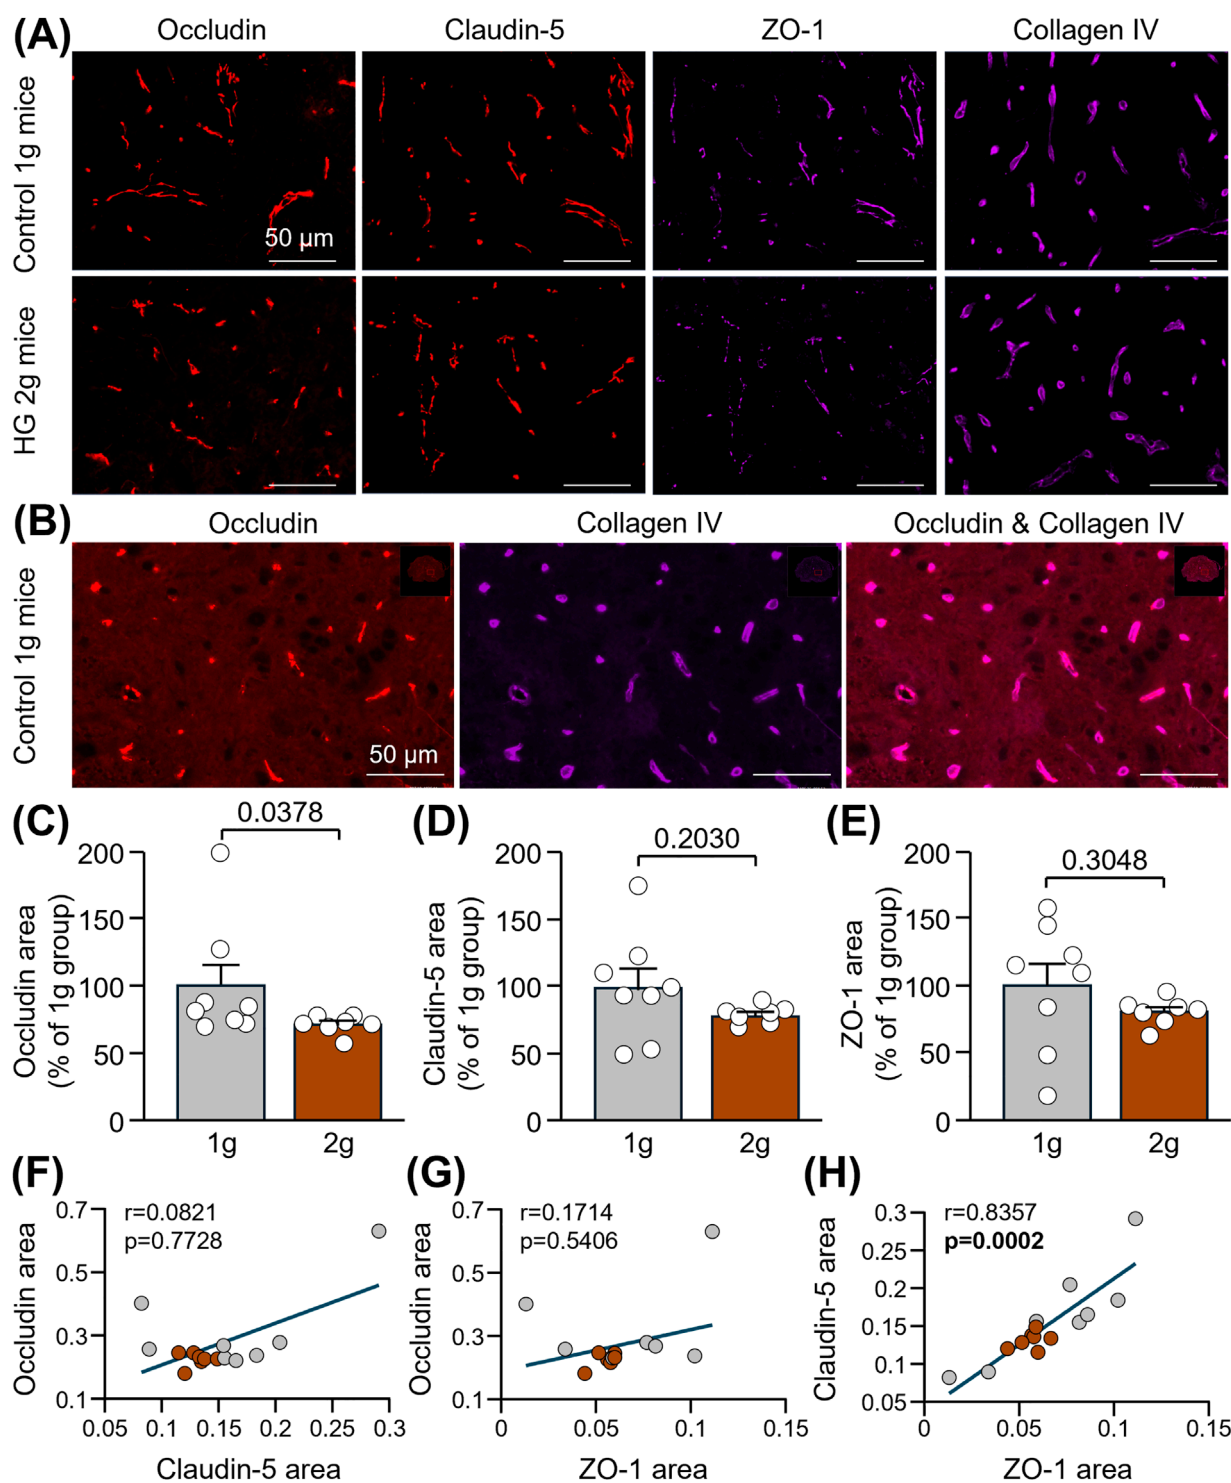 (A)
Occludin
Claudin-5
ZO-1
Collagen IV
Control 1g mice
50 µm
HG 2g mice
(B)
Occludin
Collagen IV
Occludin & Collagen IV
Control 1g mice
50 µm
(C)
0.0378
Occludin area
(% of 1g group)
200
150
100
50
0
1g
2g
(D)
0.2030
Claudin-5 area
(% of 1g group)
200
150
100
50
0
1g
2g
(E)
0.3048
ZO-1 area
(% of 1g group)
200
150
100
50
0
1g
2g
(F)
r=0.0821
p=0.7728
Occludin area
0.7
0.5
0.3
0.1
0.05
0.1
0.15
0.2
0.25
0.3
Claudin-5 area
(G)
r=0.1714
p=0.5406
Occludin area
0.7
0.5
0.3
0.1
0
0.05
0.1
0.15
ZO-1 area
(H)
r=0.8357
p=0.0002
Claudin-5 area
0.3
0.25
0.2
0.15
0.1
0.05
0
0.05
0.1
0.15
ZO-1 area